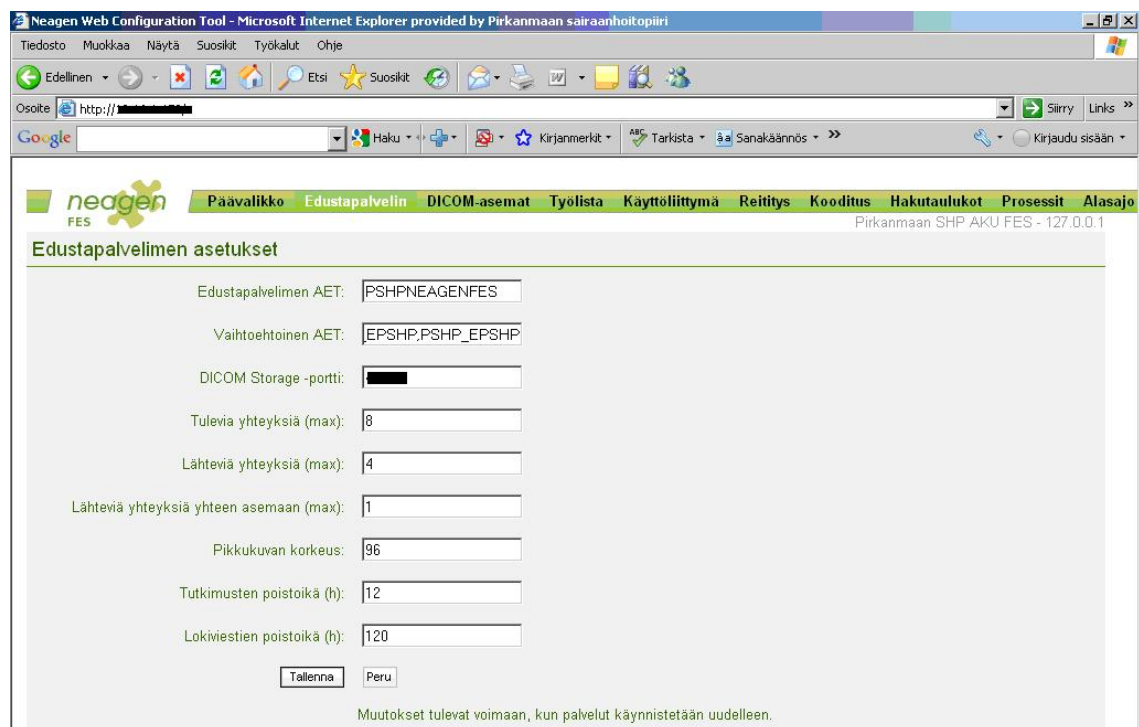 Neagen Web Configuration Tool - Microsoft Internet Explorer provided by Pirkanmaan sairaanhoitopiiri
Tiedosto Muokkaa Näytä Suosikit Työkalut Ohje
Edellinen Etsi Suosikit
Osoite http:// Siirry Links »
Google Haku Kirjanmerkit ABC Tarkista Sanakäännös » Kirjaudu sisään
neagen Päävalikko Edustapalvelin DICOM-asemat Työlista Käyttöliittymä Reititys Kooditus Hakutaulukot Prosessit Alasajo
FES Pirkanmaan SHP AKU FES - 127.0.0.1
Edustapalvelimen asetukset
Edustapalvelimen AET: PSHPNEAGENFES
Vaihtoehtoinen AET: ,EPSHP,PSHP_EPSHP
DICOM Storage -portti:
Tulevia yhteyksiä (max): 8
Lähteviä yhteyksiä (max): 4
Lähteviä yhteyksiä yhteen asemaan (max): 1
Pikkukuvan korkeus: 96
Tutkimusten poistoikä (h): 12
Lokiviestien poistoikä (h): 120
Tallenna Peru
Muutokset tulevat voimaan, kun palvelut käynnistetään uudelleen.